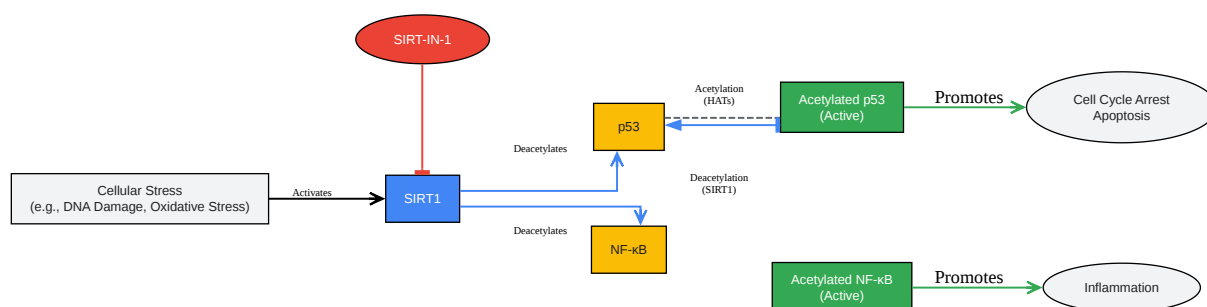 SIRT-IN-1
Acetylation
(HATs)
Acetylated p53
(Active)
Promotes
Cell Cycle Arrest
Apoptosis
p53
Deacetylates
Deacetylation
(SIRT1)
Cellular Stress
(e.g., DNA Damage, Oxidative Stress)
Activates
SIRT1
Deacetylates
NF-κB
Acetylated NF-κB
(Active)
Promotes
Inflammation